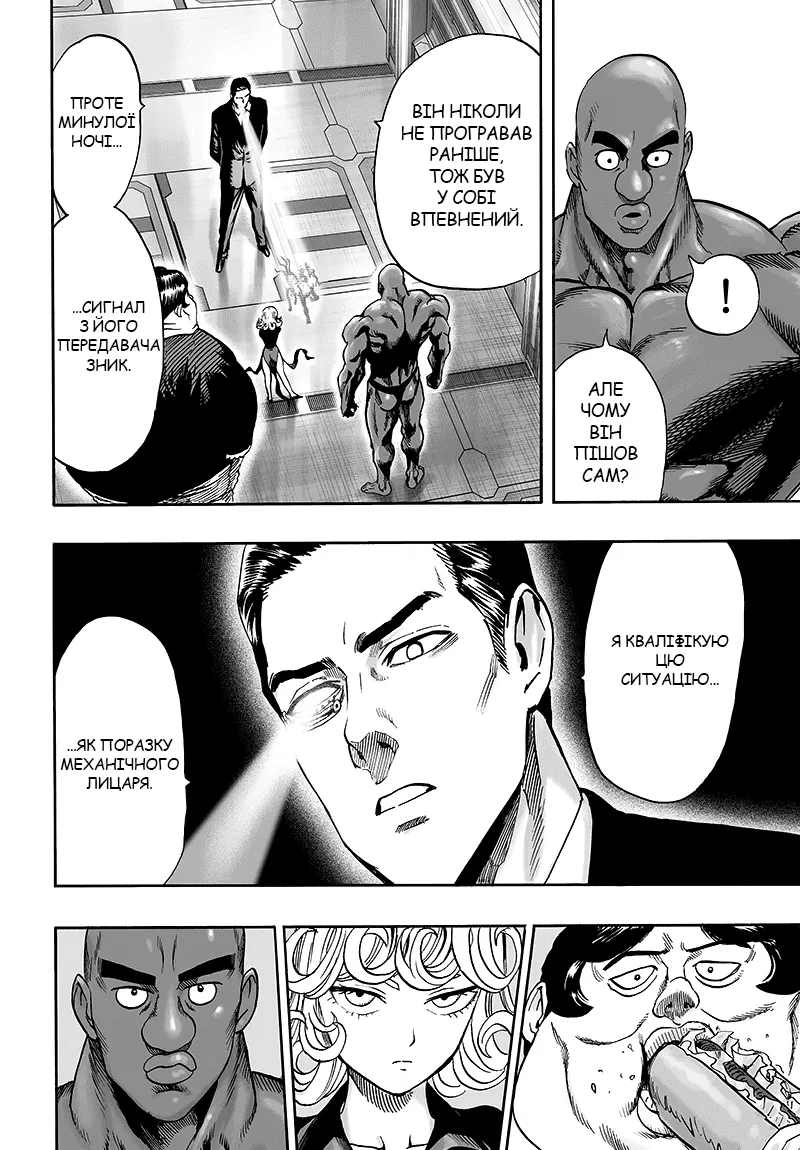 !
АЛЕ
ЧОМУ
ВІН
ПІШОВ
САМ?
ВІН НІКОЛИ
НЕ ПРОГРАВАВ
РАНІШЕ,
ТОЖ БУВ
У СОБІ
ВПЕВНЕНИЙ.
ПРОТЕ
МИНУЛОЇ
НОЧІ...
...СИГНАЛ
З ЙОГО
ПЕРЕДАВАЧА
ЗНИК.
Я КВАЛІФІКУЮ
ЦЮ
СИТУАЦІЮ...
...ЯК ПОРАЗКУ
МЕХАНІЧНОГО
ЛИЦАРЯ.